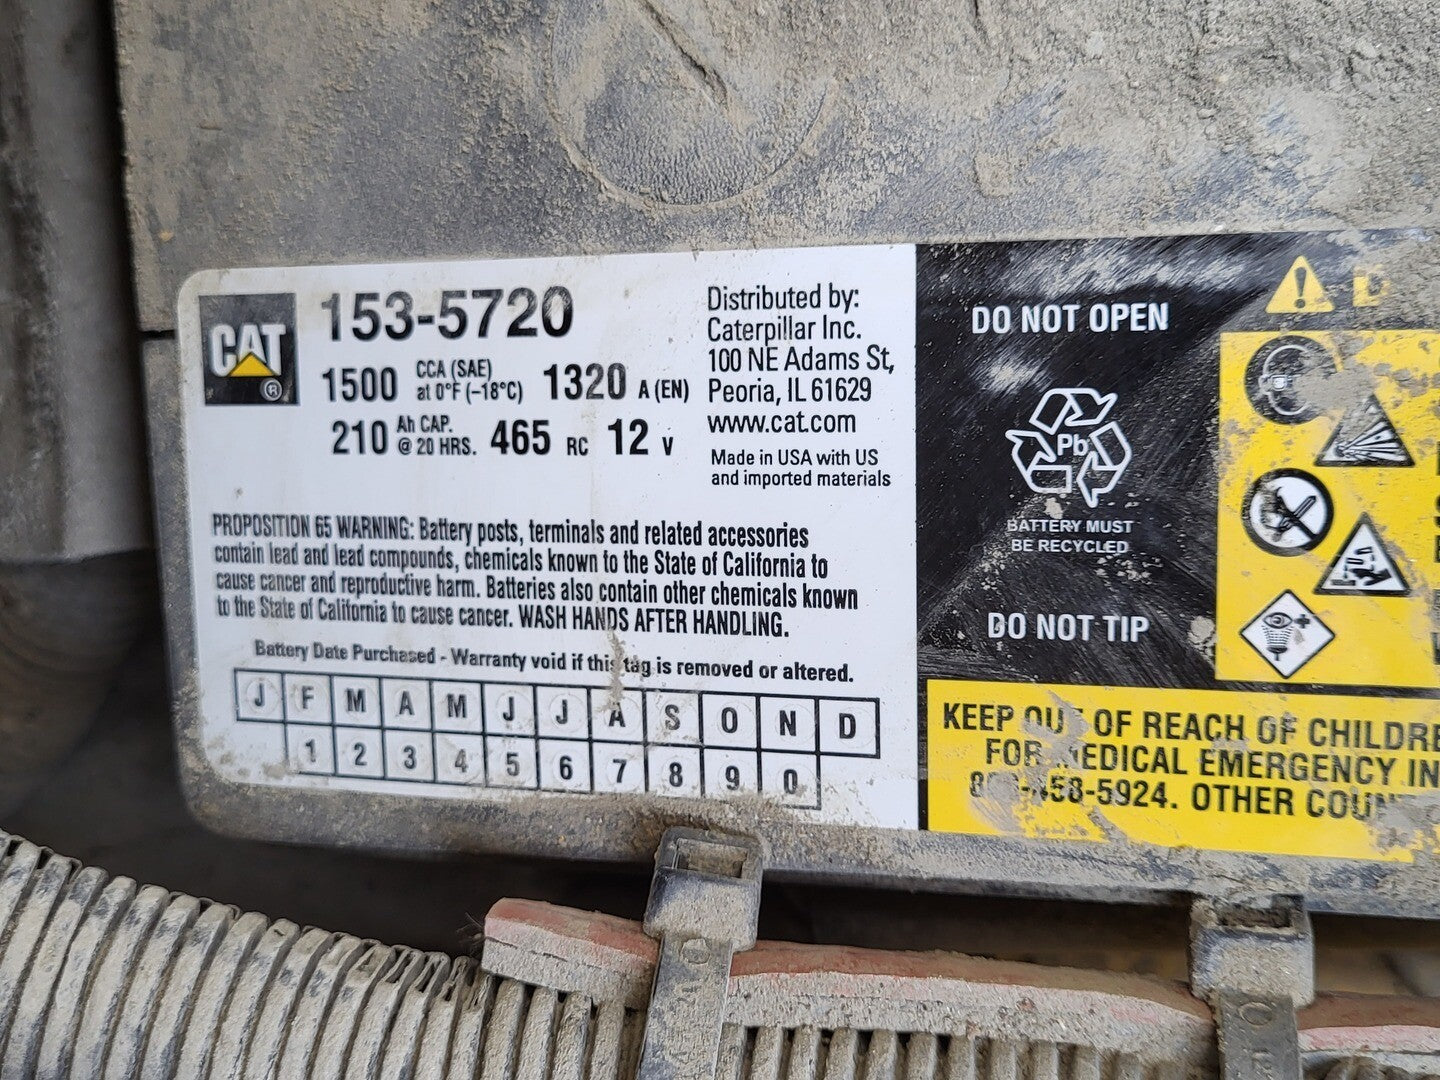 CAT
®
153-5720
1500 CCA (SAE) at 0°F (-18°C) 1320 A (EN)
210 Ah CAP. @ 20 HRS. 465 RC 12 V
Distributed by:
Caterpillar Inc.
100 NE Adams St,
Peoria, IL 61629
www.cat.com
Made in USA with US
and imported materials
PROPOSITION 65 WARNING: Battery posts, terminals and related accessories
contain lead and lead compounds, chemicals known to the State of California to
cause cancer and reproductive harm. Batteries also contain other chemicals known
to the State of California to cause cancer. WASH HANDS AFTER HANDLING.
Battery Date Purchased - Warranty void if this tag is removed or altered.
J F M A M J J A S O N D
1 2 3 4 5 6 7 8 9 0
DO NOT OPEN
Pb
BATTERY MUST
BE RECYCLED
DO NOT TIP
KEEP OUT OF REACH OF CHILDRE
FOR MEDICAL EMERGENCY IN
-458-5924. OTHER